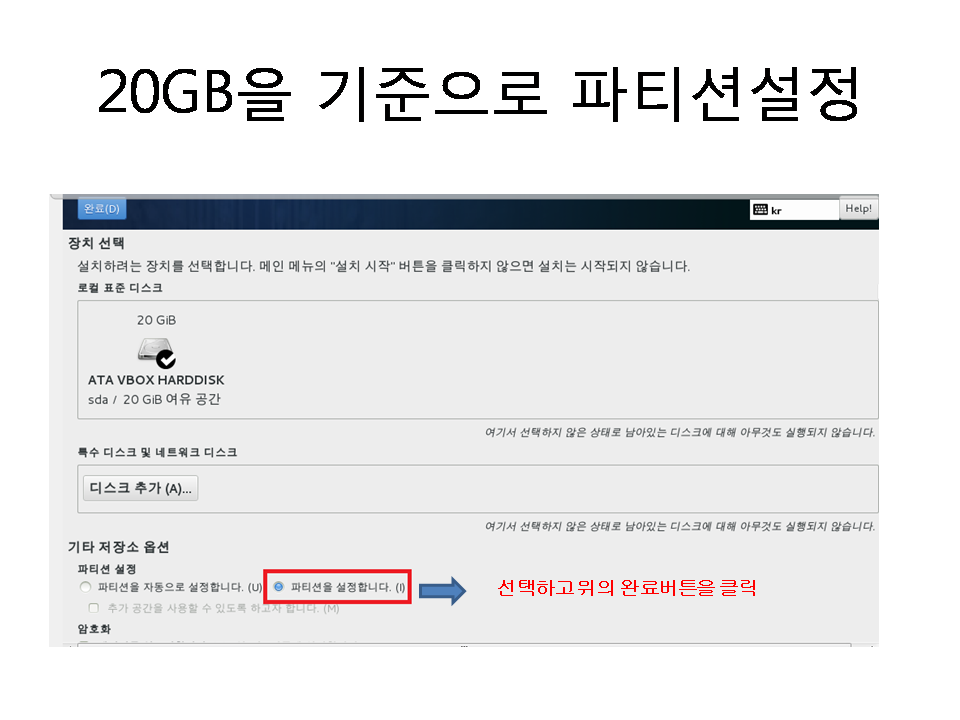 20GB을 기준으로 파티션설정
완료(D)
kr
Help!
장치 선택
설치하려는 장치를 선택합니다. 메인 메뉴의 "설치 시작" 버튼을 클릭하지 않으면 설치는 시작되지 않습니다.
로컬 표준 디스크
20 GiB
ATA VBOX HARDDISK
sda / 20 GiB 여유 공간
여기서 선택하지 않은 상태로 남아있는 디스크에 대해 아무것도 실행되지 않습니다.
특수 디스크 및 네트워크 디스크
디스크 추가 (A)...
여기서 선택하지 않은 상태로 남아있는 디스크에 대해 아무것도 실행되지 않습니다.
기타 저장소 옵션
파티션 설정
파티션을 자동으로 설정합니다. (U) 파티션을 설정합니다. (I) 선택하고 위의 완료버튼을 클릭
추가 공간을 사용할 수 있도록 하고자 합니다. (M)
암호화